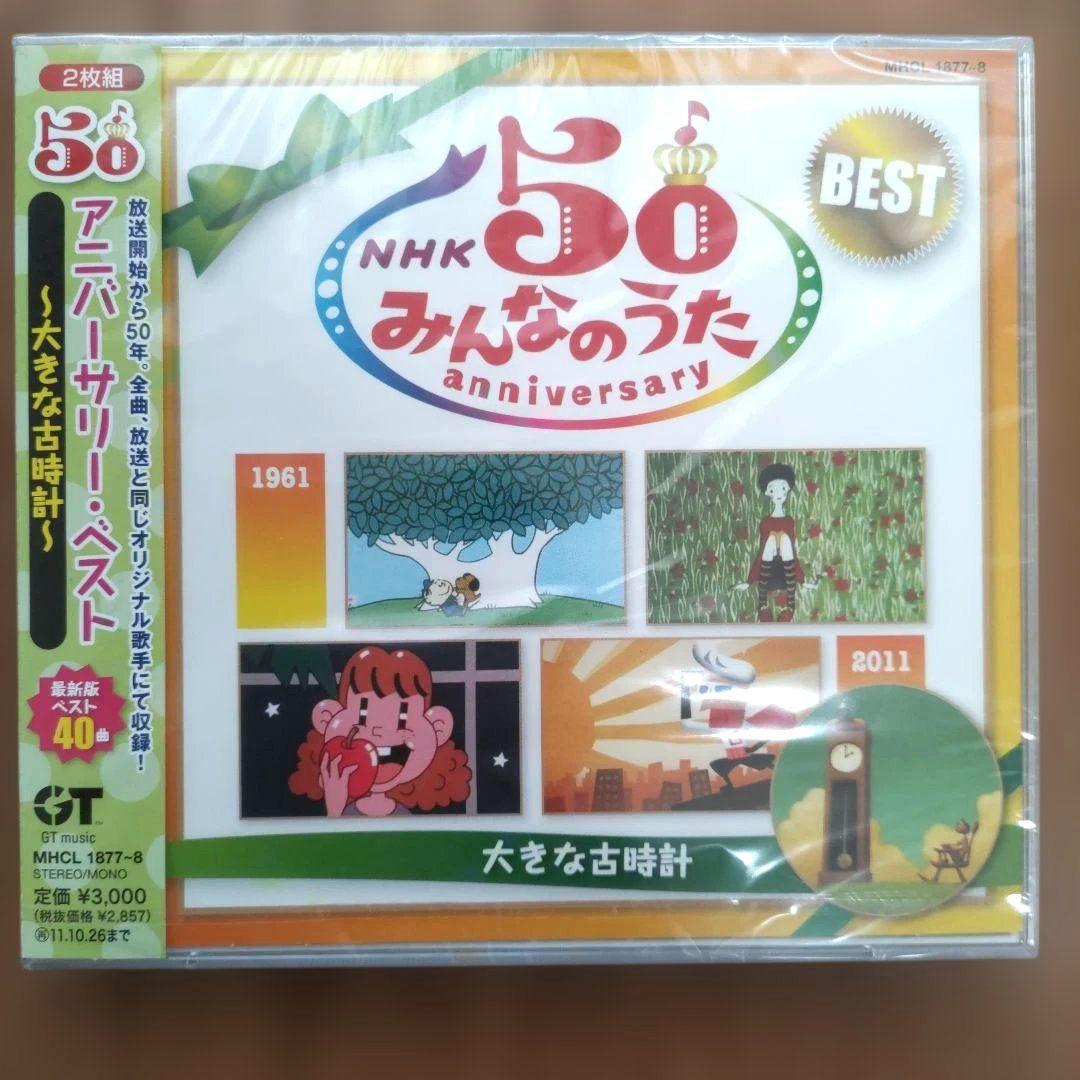 2枚組
50
放送開始から50年。全曲、放送と同じオリジナル歌手にて収録！
アニバーサリー・ベスト
～大きな古時計～
最新版
ベスト
40曲
GT
GT music
MHCL 1877~8
STEREO/MONO
定価 ¥3,000
(税抜価格 ¥2,857)
再11.10.26まで
MHCL 1877~8
BEST
50
NHK
みんなのうた
anniversary
1961
2011
大きな古時計